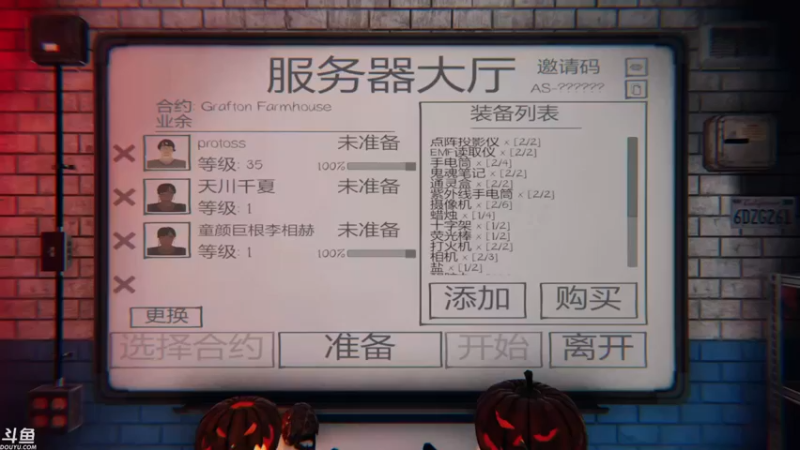 服务器大厅
邀请码
AS-??????
合约: Grafton Farmhouse
业余
protoss
未准备
等级: 35
100%
天川千夏
未准备
等级: 1
童颜巨根李相赫
未准备
等级: 1
100%
更换
装备列表
点阵投影仪 x [2/2]
EMF读取仪 x [2/2]
手电筒 x [2/4]
鬼魂笔记 x [2/2]
通灵盒 x [2/2]
紫外线手电筒 x [2/2]
摄像机 x [2/6]
蜡烛 x [1/4]
十字架 x [1/2]
荧光棒 x [1/2]
打火机 x [2/2]
相机 x [2/3]
盐 x [1/2]
添加
购买
选择合约
准备
开始
离开
6DZG261
斗鱼
DOUYU.COM